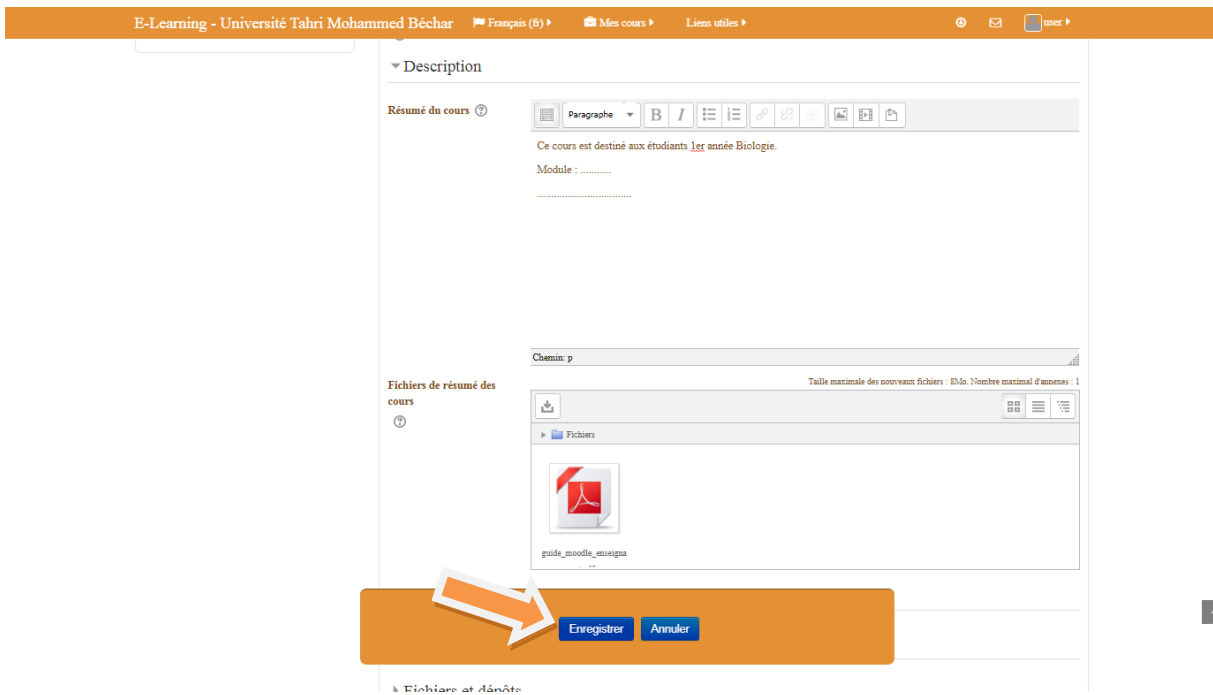 E-Learning - Université Tahri Mohammed Béchar Français (fr) Mes cours Liens utiles user
Description
Résumé du cours
Paragraphe B I
Ce cours est destiné aux étudiants 1er année Biologie.
Module : ...........
..................................
Chemin: p
Taille maximale des nouveaux fichiers : 8Mo. Nombre maximal d'annexes : 1
Fichiers de résumé des
cours
Fichiers
guide_moodle_enseigna
Enregistrer Annuler
Fichiers et dépôts